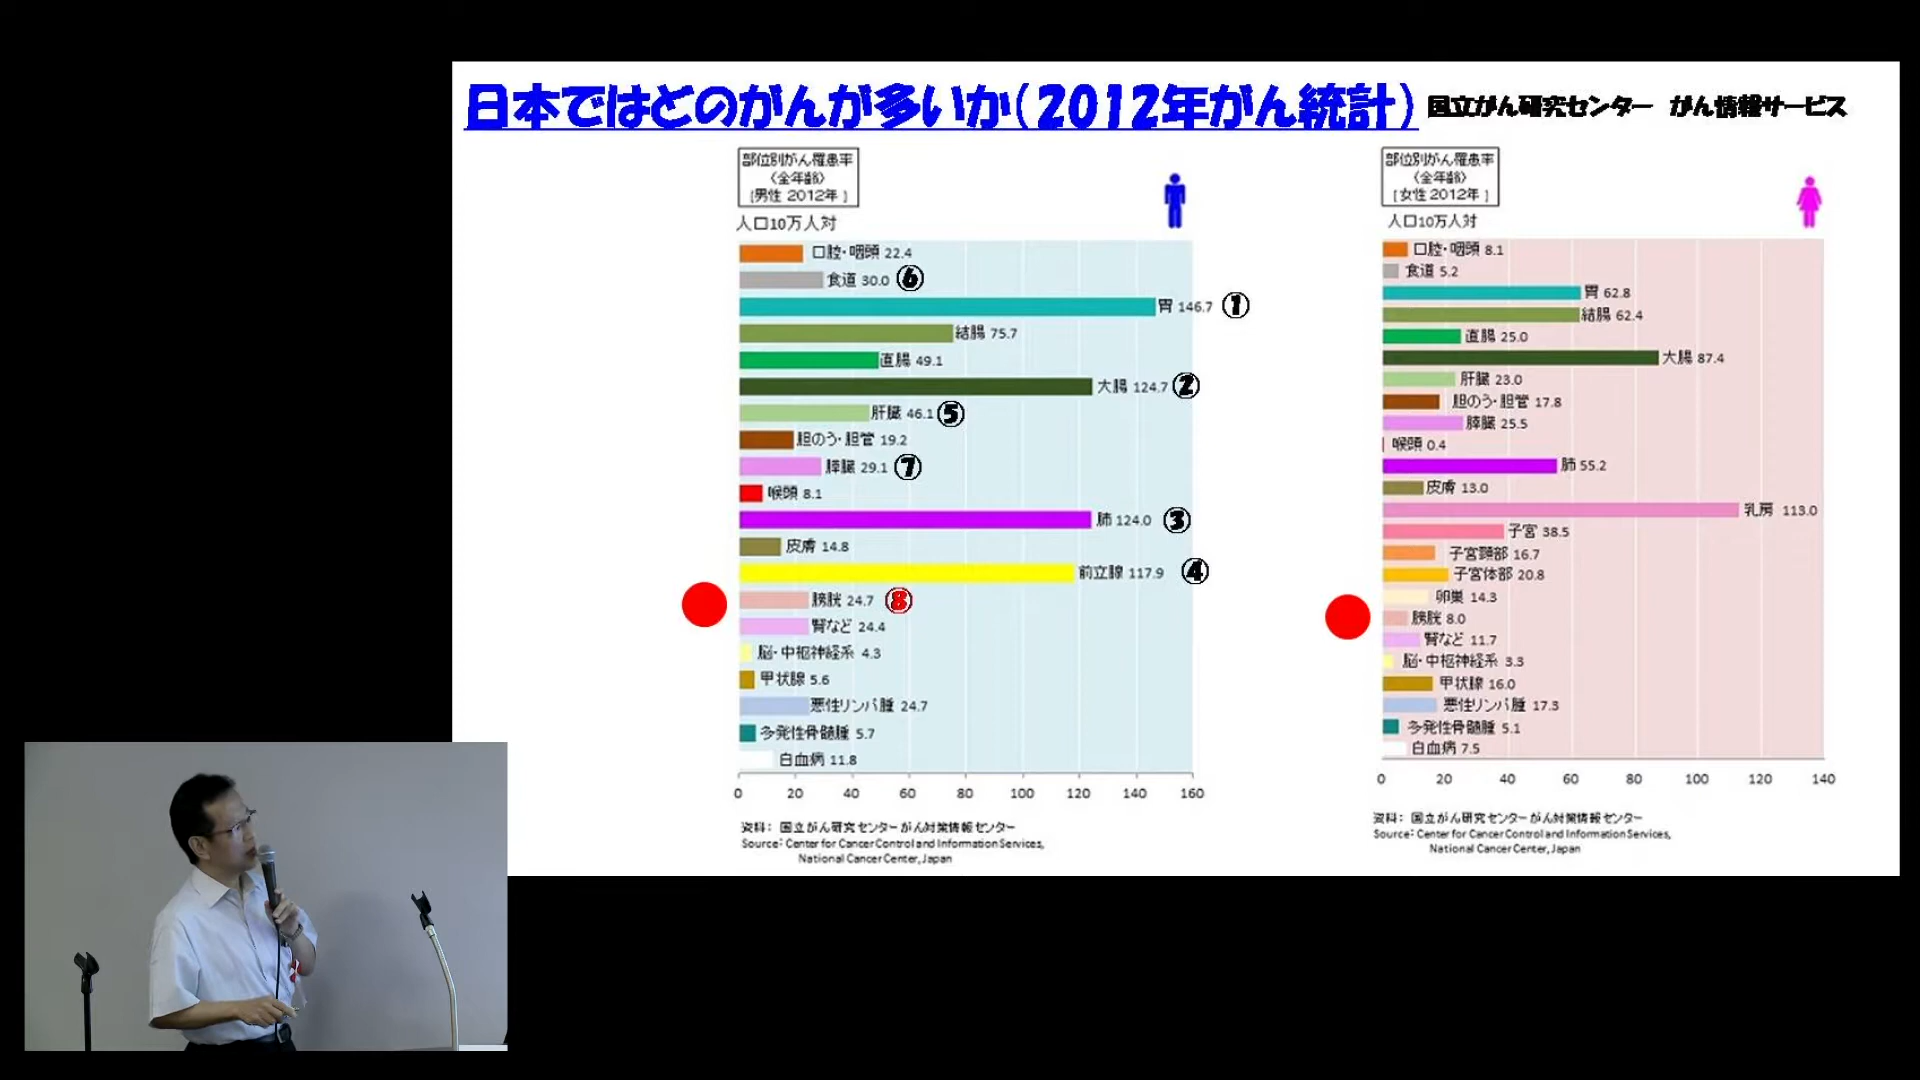 日本ではどのがんが多いか(2012年がん統計) 国立がん研究センター がん情報サービス
部位別がん罹患率
〈全年齢〉
[男性 2012年 ]
人口10万人対
口腔・咽頭 22.4
食道 30.0 ⑥
胃 146.7 ①
結腸 75.7
直腸 49.1
大腸 124.7 ②
肝臓 46.1 ⑤
胆のう・胆管 19.2
膵臓 29.1 ⑦
喉頭 8.1
肺 124.0 ③
皮膚 14.8
前立腺 117.9 ④
膀胱 24.7 ⑧
腎など 24.4
脳・中枢神経系 4.3
甲状腺 5.6
悪性リンパ腫 24.7
多発性骨髄腫 5.7
白血病 11.8
0 20 40 60 80 100 120 140 160
資料: 国立がん研究センターがん対策情報センター
Source: Center for Cancer Control and Information Services,
National Cancer Center, Japan
部位別がん罹患率
〈全年齢〉
[女性 2012年 ]
人口10万人対
口腔・咽頭 8.1
食道 5.2
胃 62.8
結腸 62.4
直腸 25.0
大腸 87.4
肝臓 23.0
胆のう・胆管 17.8
膵臓 25.5
喉頭 0.4
肺 55.2
皮膚 13.0
乳房 113.0
子宮 38.5
子宮頸部 16.7
子宮体部 20.8
卵巣 14.3
膀胱 8.0
腎など 11.7
脳・中枢神経系 3.3
甲状腺 16.0
悪性リンパ腫 17.3
多発性骨髄腫 5.1
白血病 7.5
0 20 40 60 80 100 120 140
資料: 国立がん研究センターがん対策情報センター
Source: Center for Cancer Control and Information Services,
National Cancer Center, Japan